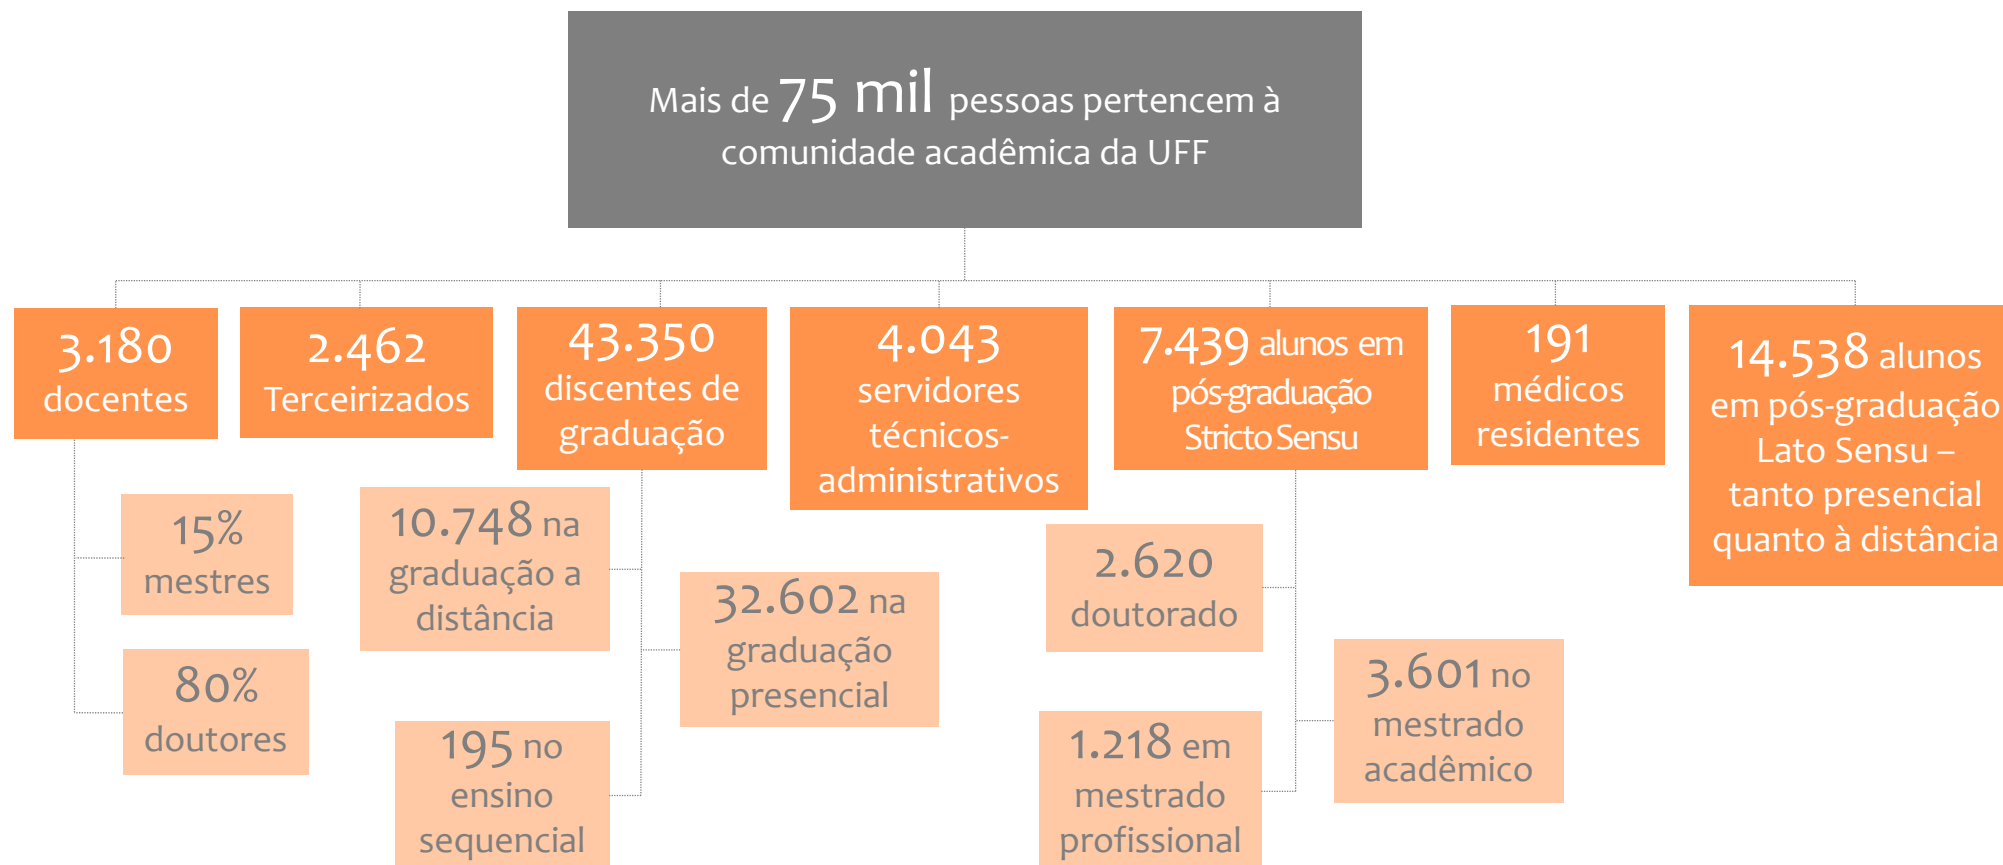 Mais de 75 mil pessoas pertencem à
comunidade acadêmica da UFF
3.180
docentes
15%
mestres
80%
doutores
2.462
Terceirizados
43.350
discentes de
graduação
10.748 na
graduação a
distância
32.602 na
graduação
presencial
195 no
ensino
sequencial
4.043
servidores
técnicos-
administrativos
7.439 alunos em
pós-graduação
Stricto Sensu
2.620
doutorado
3.601 no
mestrado
acadêmico
1.218 em
mestrado
profissional
191
médicos
residentes
14.538 alunos
em pós-graduação
Lato Sensu –
tanto presencial
quanto à distância